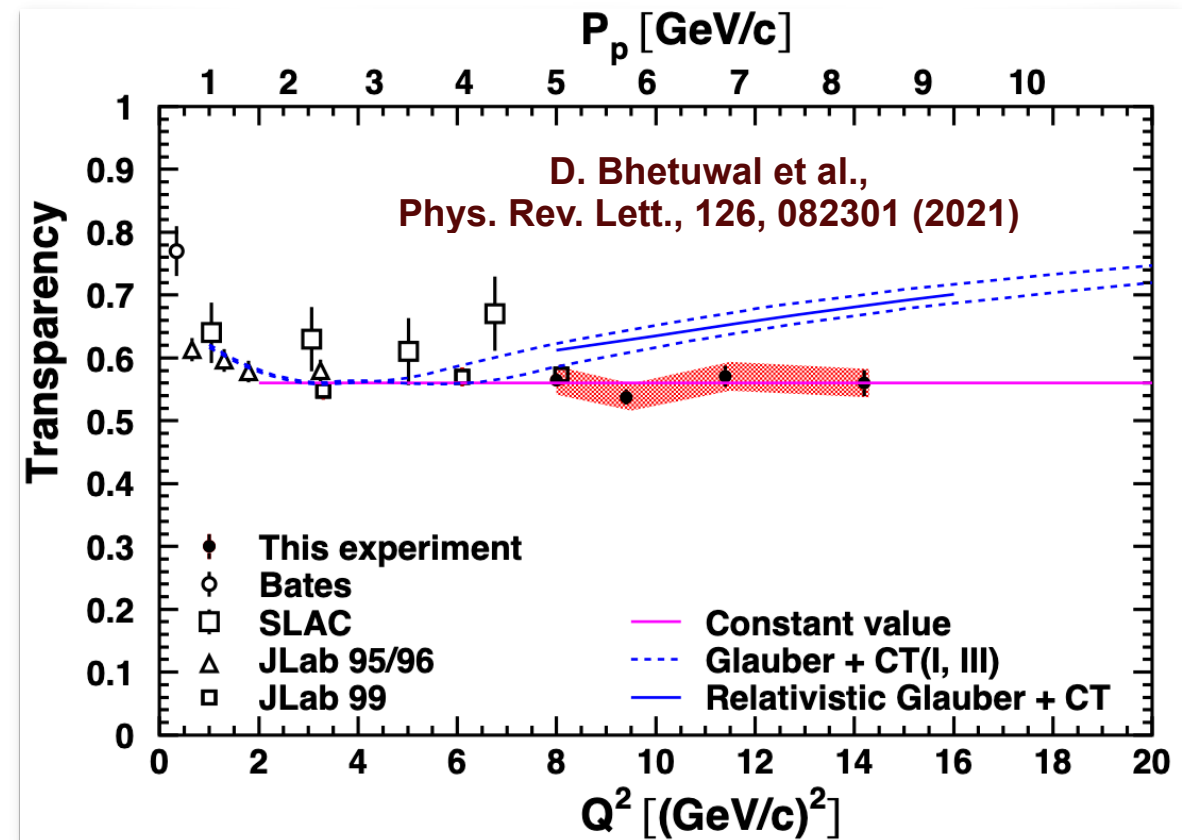 P_p [GeV/c]
1 2 3 4 5 6 7 8 9 10
D. Bhetuwal et al.,
Phys. Rev. Lett., 126, 082301 (2021)
Transparency
1
0.9
0.8
0.7
0.6
0.5
0.4
0.3
0.2
0.1
0
This experiment
Bates
SLAC
JLab 95/96
JLab 99
Constant value
Glauber + CT(I, III)
Relativistic Glauber + CT
0 2 4 6 8 10 12 14 16 18 20
Q² [(GeV/c)²]